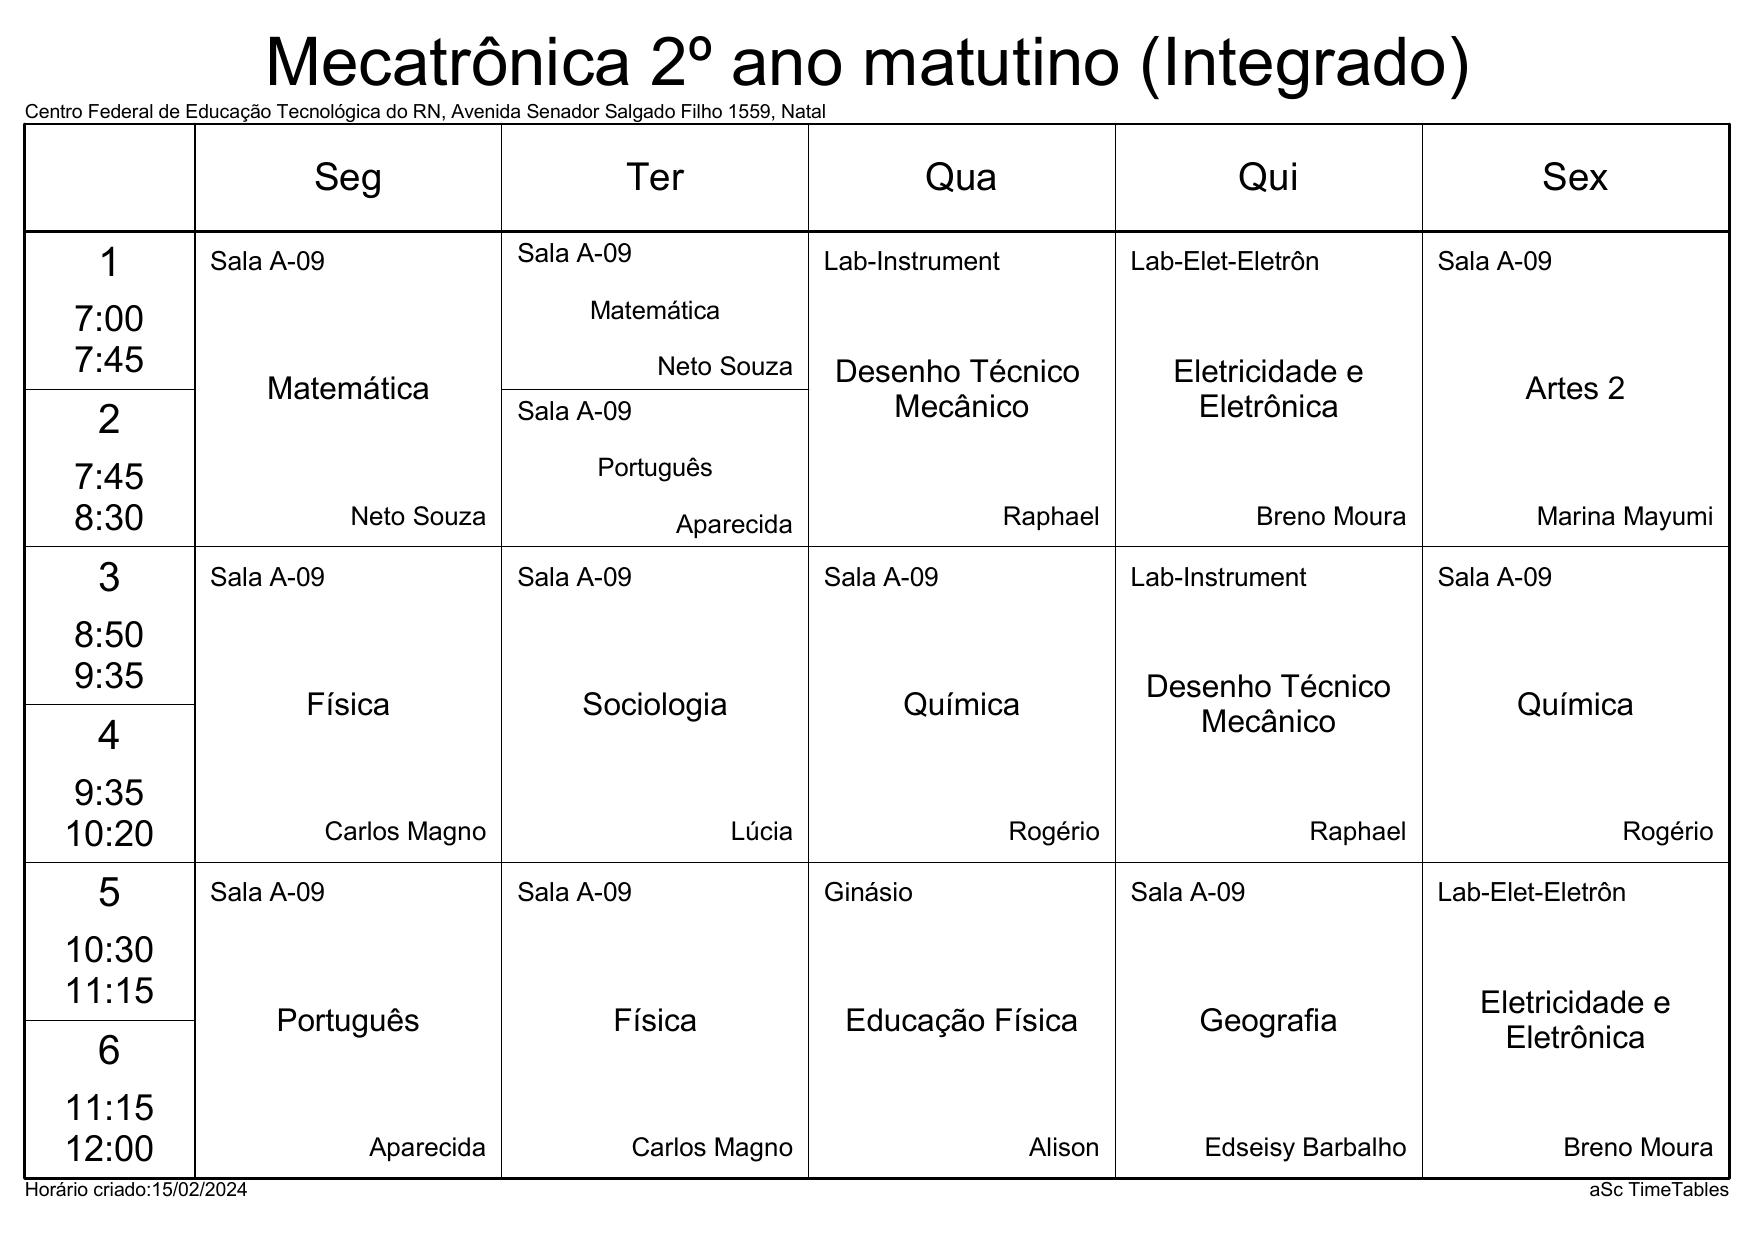 Mecatrônica 2º ano matutino (Integrado)
Centro Federal de Educação Tecnológica do RN, Avenida Senador Salgado Filho 1559, Natal
Seg
Ter
Qua
Qui
Sex
1
7:00
7:45
2
7:45
8:30
Sala A-09
Matemática
Neto Souza
Sala A-09
Matemática
Neto Souza
Sala A-09
Português
Aparecida
Lab-Instrument
Desenho Técnico
Mecânico
Raphael
Lab-Elet-Eletrôn
Eletricidade e
Eletrônica
Breno Moura
Sala A-09
Artes 2
Marina Mayumi
3
8:50
9:35
4
9:35
10:20
Sala A-09
Física
Carlos Magno
Sala A-09
Sociologia
Lúcia
Sala A-09
Química
Rogério
Lab-Instrument
Desenho Técnico
Mecânico
Raphael
Sala A-09
Química
Rogério
5
10:30
11:15
6
11:15
12:00
Sala A-09
Português
Aparecida
Sala A-09
Física
Carlos Magno
Ginásio
Educação Física
Alison
Sala A-09
Geografia
Edseisy Barbalho
Lab-Elet-Eletrôn
Eletricidade e
Eletrônica
Breno Moura
Horário criado:15/02/2024
aSc TimeTables